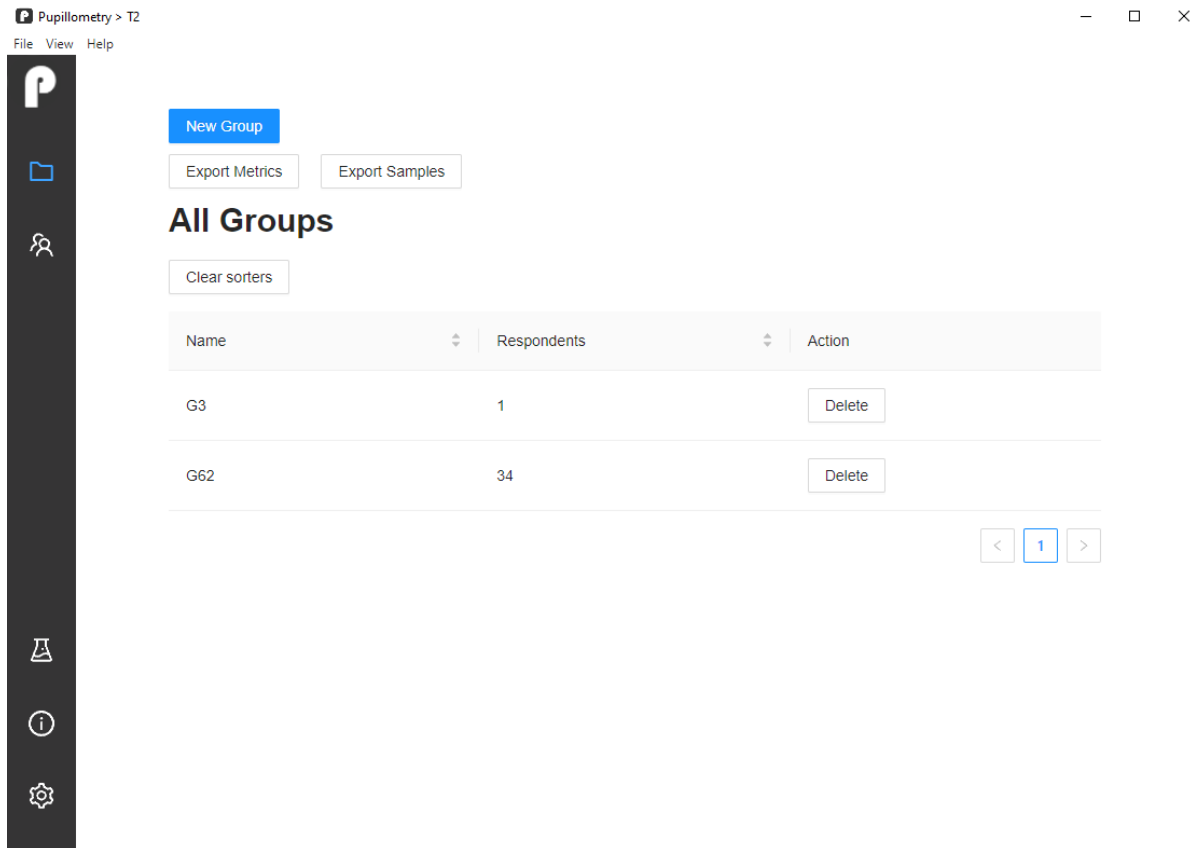 Pupillometry > T2
File View Help
New Group
Export Metrics Export Samples
All Groups
Clear sorters
Name Respondents Action
G3 1 Delete
G62 34 Delete
< 1 >